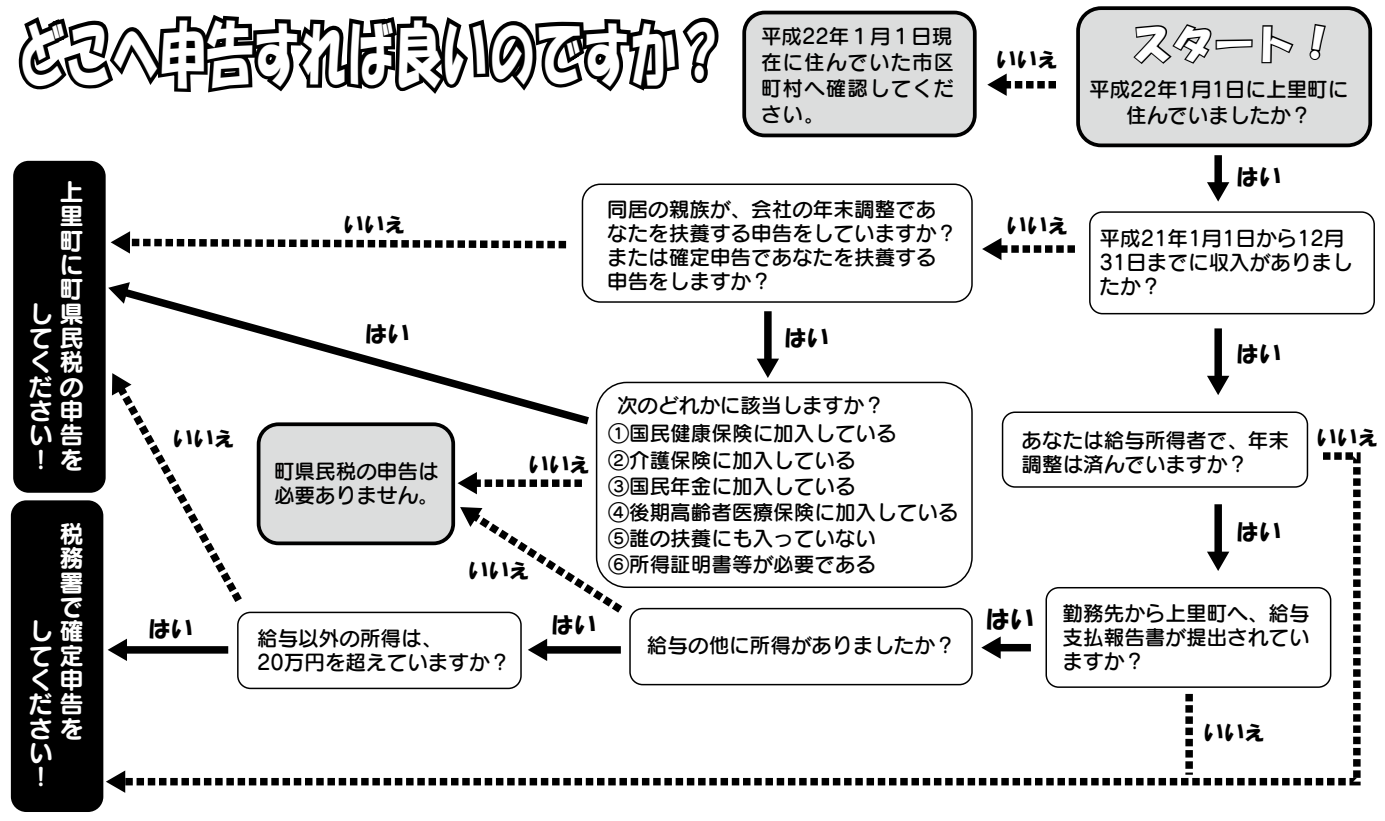 どこへ申告すれば良いのですか？
平成22年1月1日現
在に住んでいた市区
町村へ確認してくだ
さい。
いいえ
スタート！
平成22年1月1日に上里町に
住んでいましたか？
はい
上里町に町県民税の申告を
してください！
いいえ
同居の親族が、会社の年末調整であ
なたを扶養する申告をしていますか？
または確定申告であなたを扶養する
申告をしますか？
いいえ
平成21年1月1日から12月
31日までに収入がありまし
たか？
はい
はい
はい
次のどれかに該当しますか？
①国民健康保険に加入している
②介護保険に加入している
③国民年金に加入している
④後期高齢者医療保険に加入している
⑤誰の扶養にも入っていない
⑥所得証明書等が必要である
あなたは給与所得者で、年末
調整は済んでいますか？
いいえ
いいえ
町県民税の申告は
必要ありません。
いいえ
はい
いいえ
税務署で確定申告を
してください！
はい
給与以外の所得は、
20万円を超えていますか？
はい
給与の他に所得がありましたか？
はい
勤務先から上里町へ、給与
支払報告書が提出されてい
ますか？
いいえ